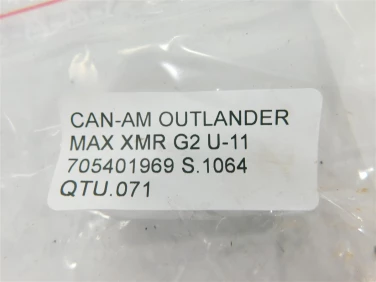 CAN-AM OUTLANDER
MAX XMR G2 U-11
705401969 S.1064
QTU.071